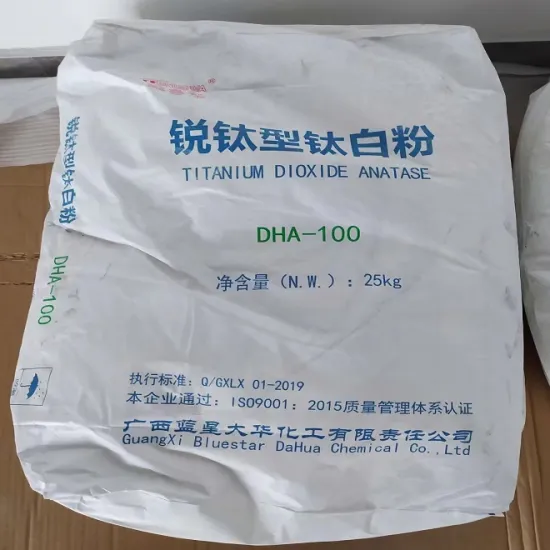 锐钛型钛白粉
TITANIUM DIOXIDE ANATASE
DHA-100
净含量（N.W.）：25kg
执行标准：Q/GXLX 01-2019
本企业通过：ISO9001：2015质量管理体系认证
广西蓝星大华化工有限责任公司
GuangXi Bluestar DaHua Chemical Co.,Ltd
锐钛型钛白粉
DHA-100